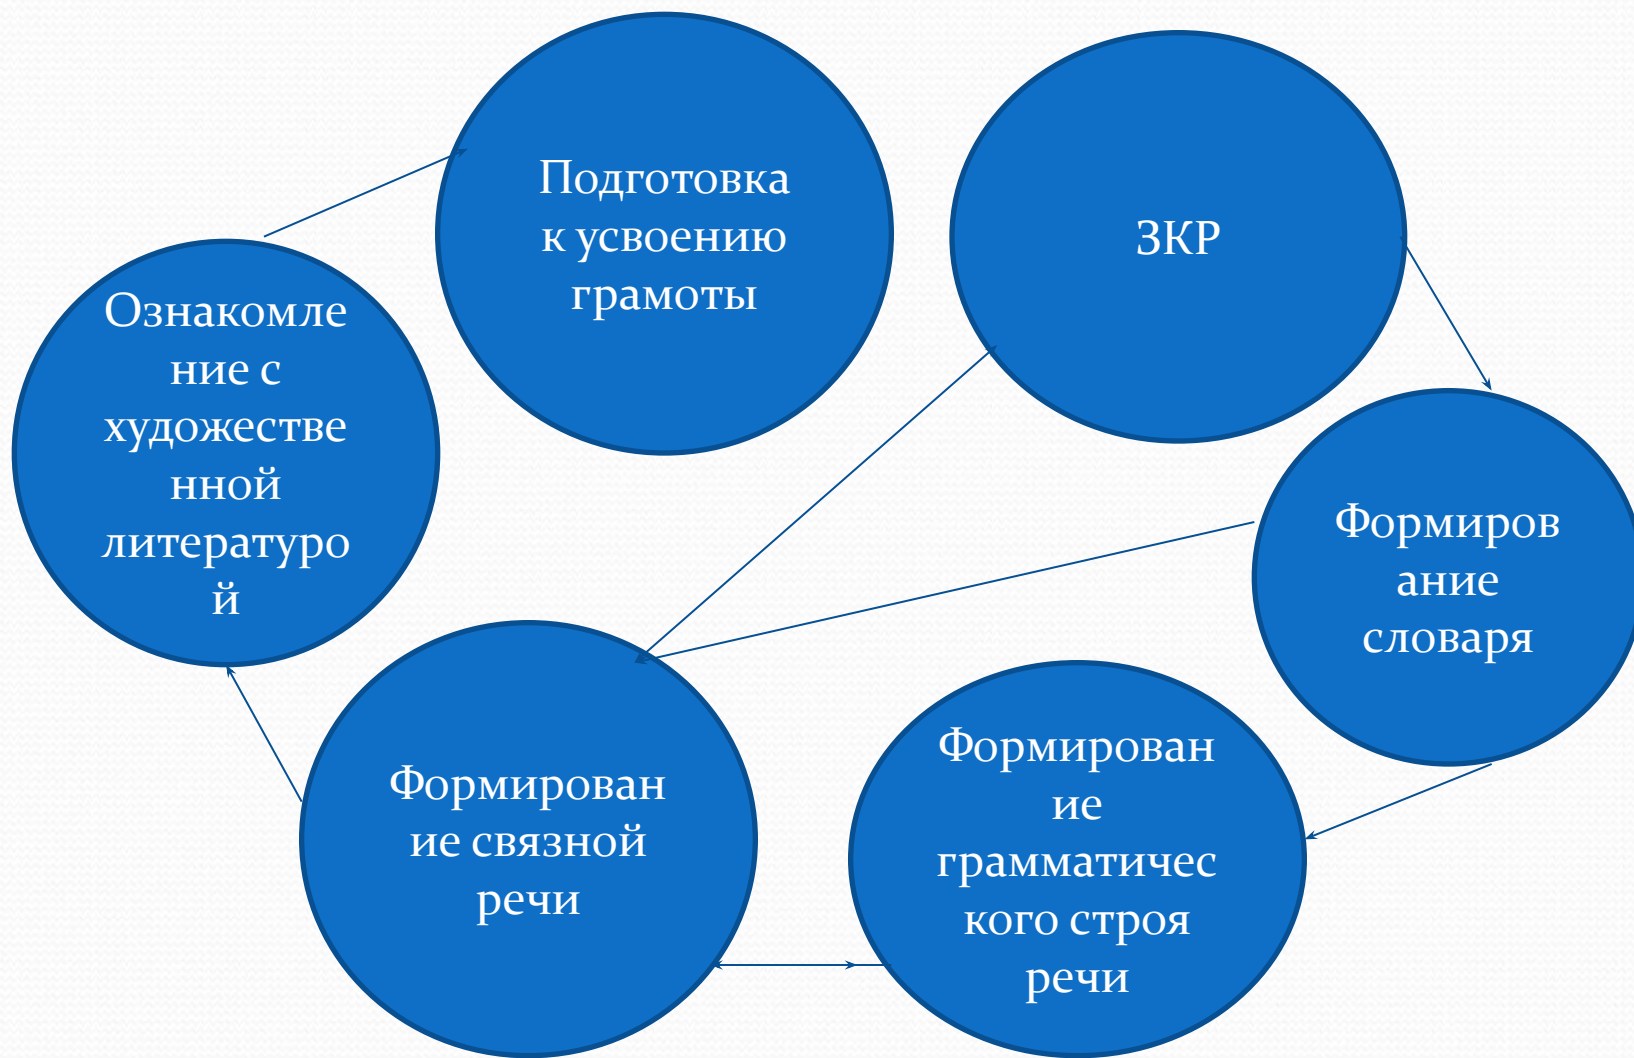 Подготовка
к усвоению
грамоты
ЗКР
Ознакомле
ние с
художестве
нной
литературо
й
Формиров
ание
словаря
Формирован
ие связной
речи
Формирован
ие
грамматичес
кого строя
речи